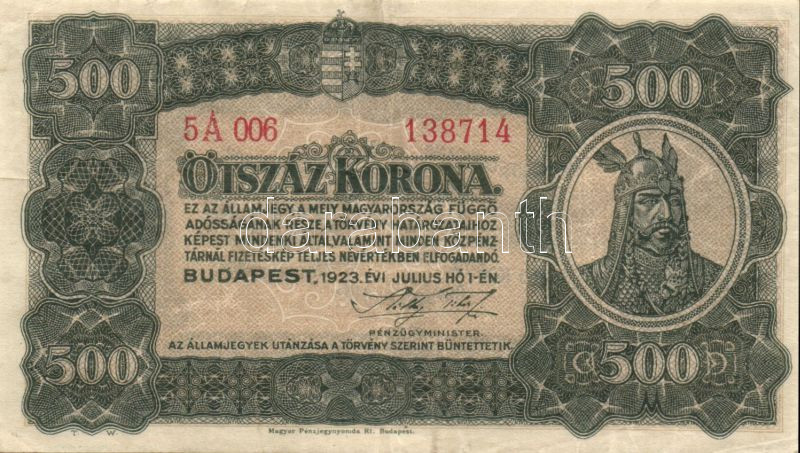 500
500
5A 006 138714
ÖTSZÁZ KORONA.
EZ AZ ÁLLAMJEGY A MELY MAGYARORSZÁG FÜGGŐ
ADÓSSÁGÁNAK RÉSZE, A TÖRVÉNY HATÁROZATAIHOZ
KÉPEST MINDENKI ÁLTAL VALAMINT MINDEN KÖZPÉNZ-
TÁRNÁL FIZETÉSKÉP TELJES NÉVÉRTÉKBEN ELFOGADANDÓ.
BUDAPEST, 1923. ÉVI JULIUS HÓ 1-ÉN.
PÉNZÜGYMINISTER.
AZ ÁLLAMJEGYEK UTÁNZÁSA A TÖRVÉNY SZERINT BÜNTETTETIK.
500
500
Magyar Pénzjegynyomda Rt. Budapest.
darabanth